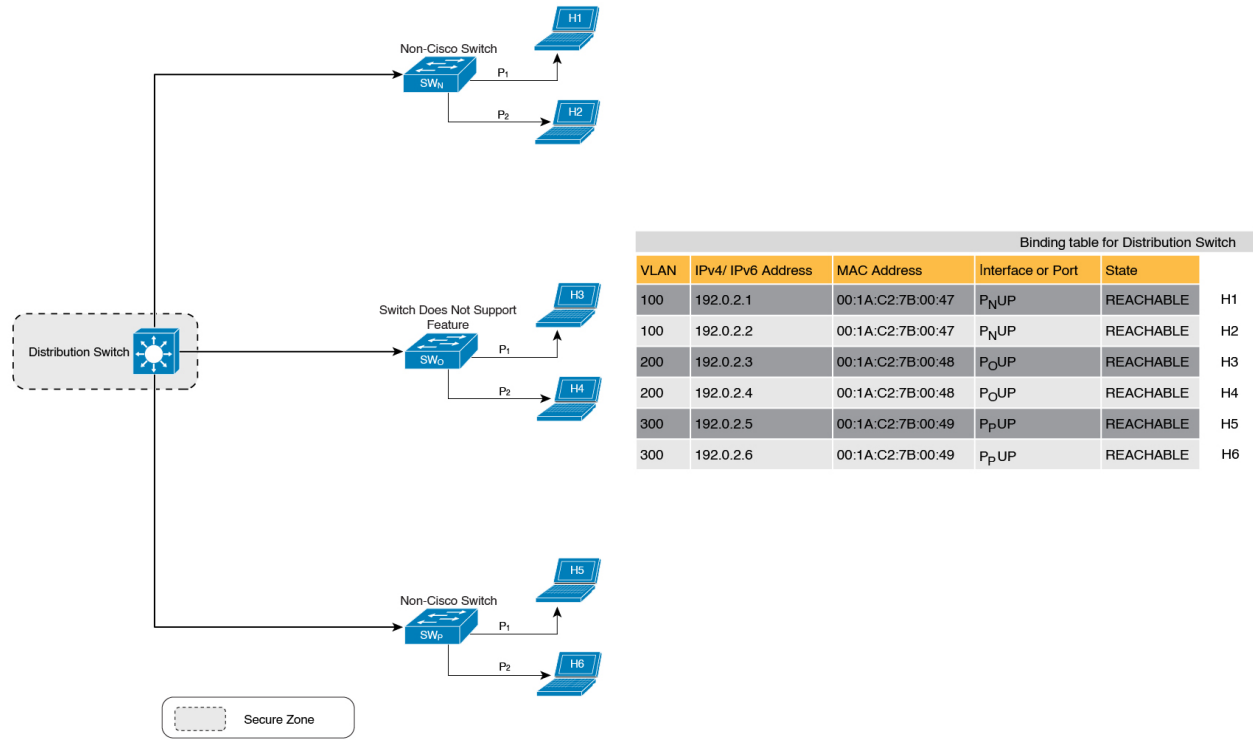 H1
Non-Cisco Switch
SWN
P1
H2
P2
H3
Switch Does Not Support
Feature
SWO
P1
H4
P2
Distribution Switch
H5
Non-Cisco Switch
SWP
P1
H6
P2
Secure Zone
Binding table for Distribution Switch
VLAN IPv4/ IPv6 Address MAC Address Interface or Port State
100 192.0.2.1 00:1A:C2:7B:00:47 PNUP REACHABLE H1
100 192.0.2.2 00:1A:C2:7B:00:47 PNUP REACHABLE H2
200 192.0.2.3 00:1A:C2:7B:00:48 POUP REACHABLE H3
200 192.0.2.4 00:1A:C2:7B:00:48 POUP REACHABLE H4
300 192.0.2.5 00:1A:C2:7B:00:49 PPUP REACHABLE H5
300 192.0.2.6 00:1A:C2:7B:00:49 PPUP REACHABLE H6